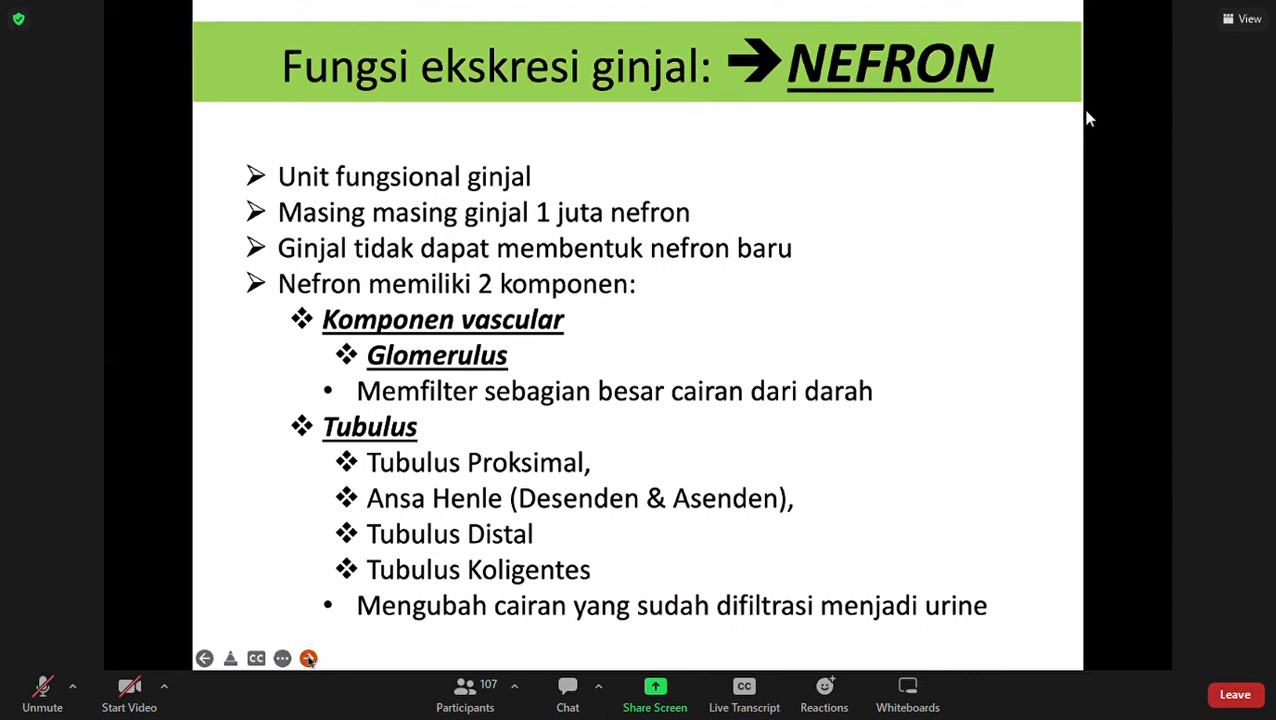 View
Fungsi ekskresi ginjal: ➔NEFRON
➢ Unit fungsional ginjal
➢ Masing masing ginjal 1 juta nefron
➢ Ginjal tidak dapat membentuk nefron baru
➢ Nefron memiliki 2 komponen:
❖ Komponen vascular
❖ Glomerulus
• Memfilter sebagian besar cairan dari darah
❖ Tubulus
❖ Tubulus Proksimal,
❖ Ansa Henle (Desenden & Asenden),
❖ Tubulus Distal
❖ Tubulus Koligentes
• Mengubah cairan yang sudah difiltrasi menjadi urine
CC
107
CC
Unmute Start Video Participants Chat Share Screen Live Transcript Reactions Whiteboards Leave